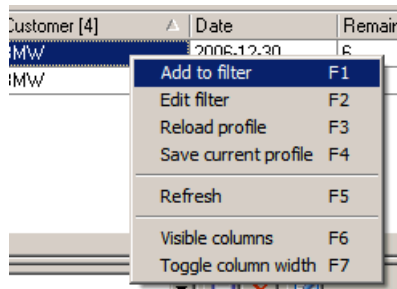 Customer [4] Date Remain
BMW 2006-12-30 6
BMW
Add to filter F1
Edit filter F2
Reload profile F3
Save current profile F4
Refresh F5
Visible columns F6
Toggle column width F7